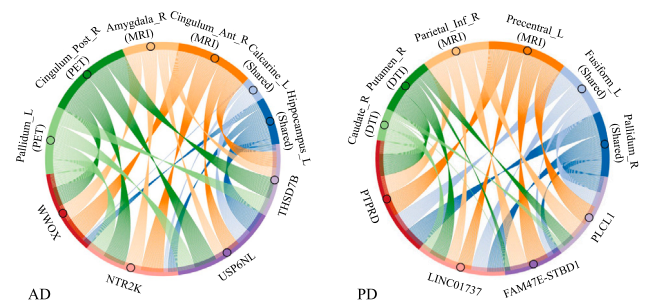 Amygdala_R
(MRI)
Cingulum_Ant_R
(MRI)
Calcarine_L
(Shared)
Hippocampus_L
(Shared)
THSD7B
USP6NL
NTR2K
WWOX
Pallidum_L
(PET)
Cingulum_Post_R
(PET)
AD
Parietal_Inf_R
(MRI)
Precentral_L
(MRI)
Fusiform_L
(Shared)
Pallidum_R
(Shared)
PLCL1
FAM47E-STBD1
LINC01737
PTPRD
Caudate_R
(DTI)
Putamen_R
(DTI)
PD